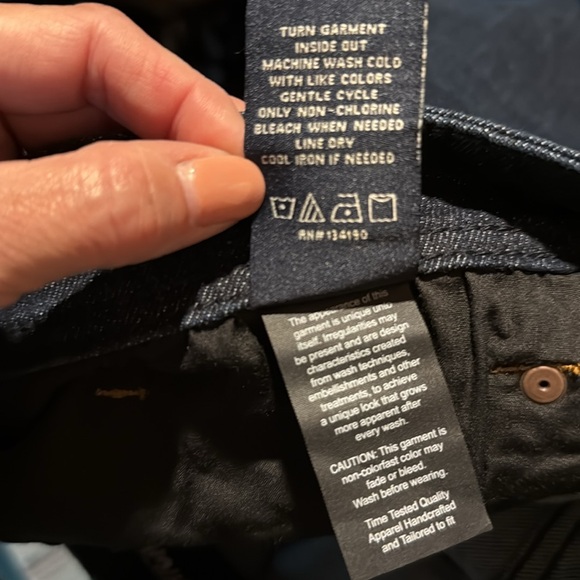 TURN GARMENT
INSIDE OUT
MACHINE WASH COLD
WITH LIKE COLORS
GENTLE CYCLE
ONLY NON-CHLORINE
BLEACH WHEN NEEDED
LINE DRY
COOL IRON IF NEEDED
RN# 134190
The appearance of this
garment is unique unto
itself. Irregularities may
be present and are design
characteristics created
from wash techniques,
embellishments and other
treatments, to achieve
a unique look that grows
more apparent after
every wash.
CAUTION: This garment is
non-colorfast color may
fade or bleed.
Wash before wearing.
Time Tested Quality
Apparel Handcrafted
and Tailored to fit